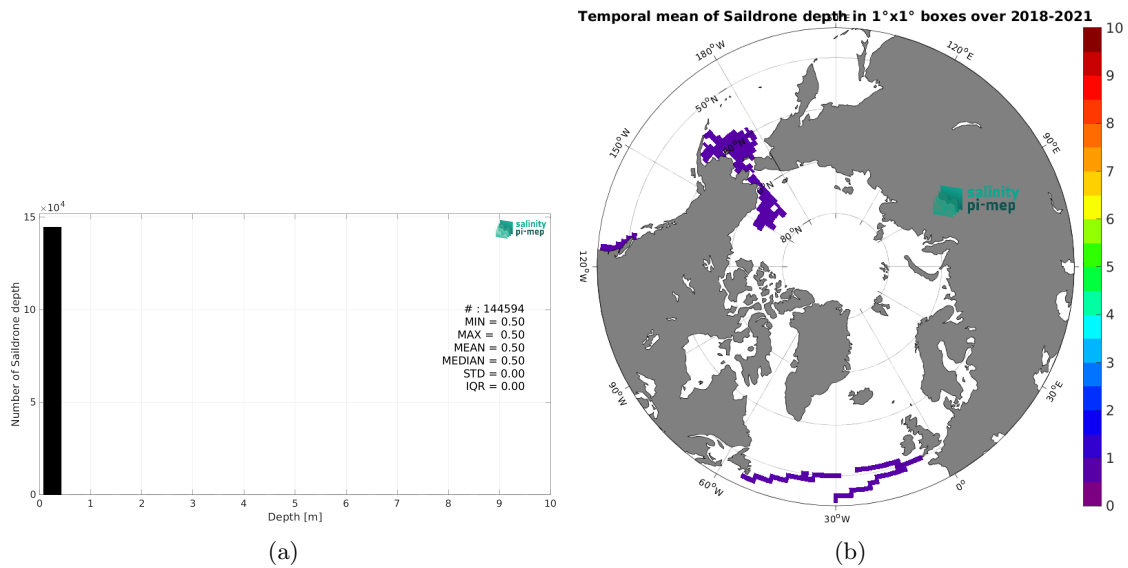 Temporal mean of Saildrone depth in 1°x1° boxes over 2018-2021
×10⁴
15
10
5
0
Number of Saildrone depth
0 1 2 3 4 5 6 7 8 9 10
Depth [m]
salinity
pi-mep
# : 144594
MIN = 0.50
MAX = 0.50
MEAN = 0.50
MEDIAN = 0.50
STD = 0.00
IQR = 0.00
(a)
180°W
120°E
150°W
50°N
90°E
80°N
salinity
pi-mep
120°W
90°W
60°W
30°W
0°
30°E
10
9
8
7
6
5
4
3
2
1
0
(b)